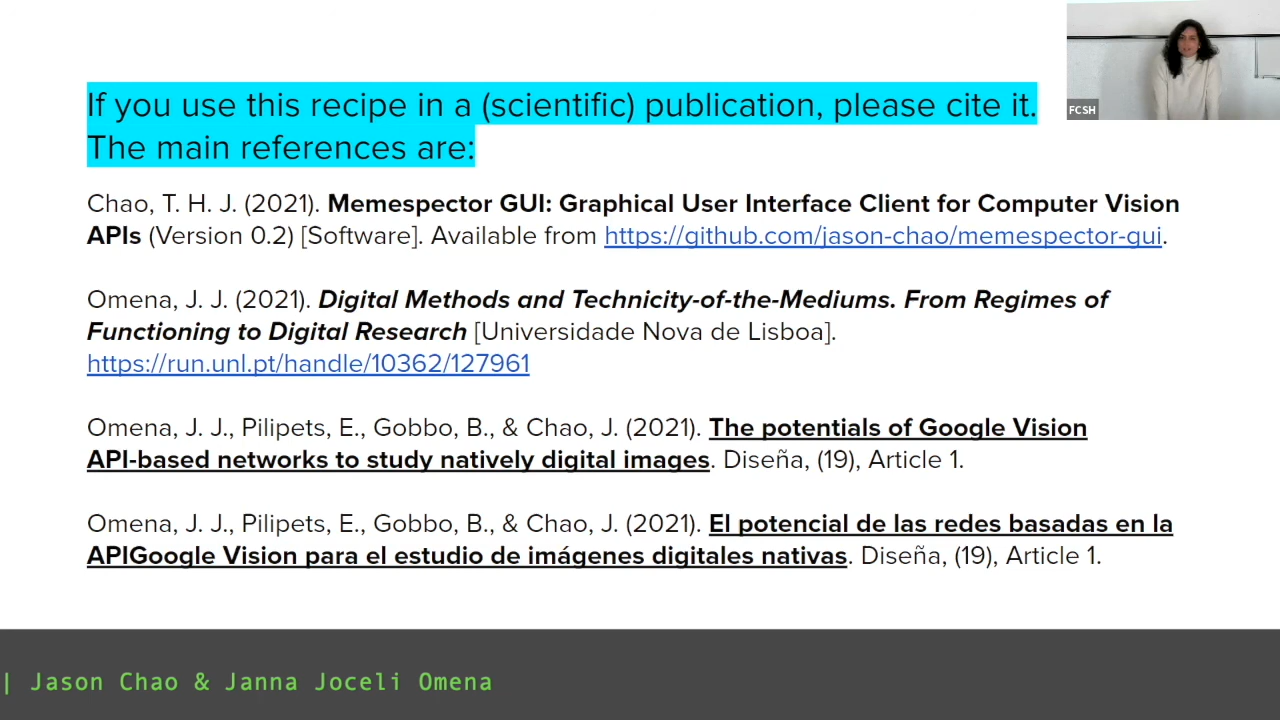 If you use this recipe in a (scientific) publication, please cite it.
The main references are:
FCSH
Chao, T. H. J. (2021). Memespector GUI: Graphical User Interface Client for Computer Vision
APIs (Version 0.2) [Software]. Available from https://github.com/jason-chao/memespector-gui.
Omena, J. J. (2021). Digital Methods and Technicity-of-the-Mediums. From Regimes of
Functioning to Digital Research [Universidade Nova de Lisboa].
https://run.unl.pt/handle/10362/127961
Omena, J. J., Pilipets, E., Gobbo, B., & Chao, J. (2021). The potentials of Google Vision
API-based networks to study natively digital images. Diseña, (19), Article 1.
Omena, J. J., Pilipets, E., Gobbo, B., & Chao, J. (2021). El potencial de las redes basadas en la
APIGoogle Vision para el estudio de imágenes digitales nativas. Diseña, (19), Article 1.
| Jason Chao & Janna Joceli Omena